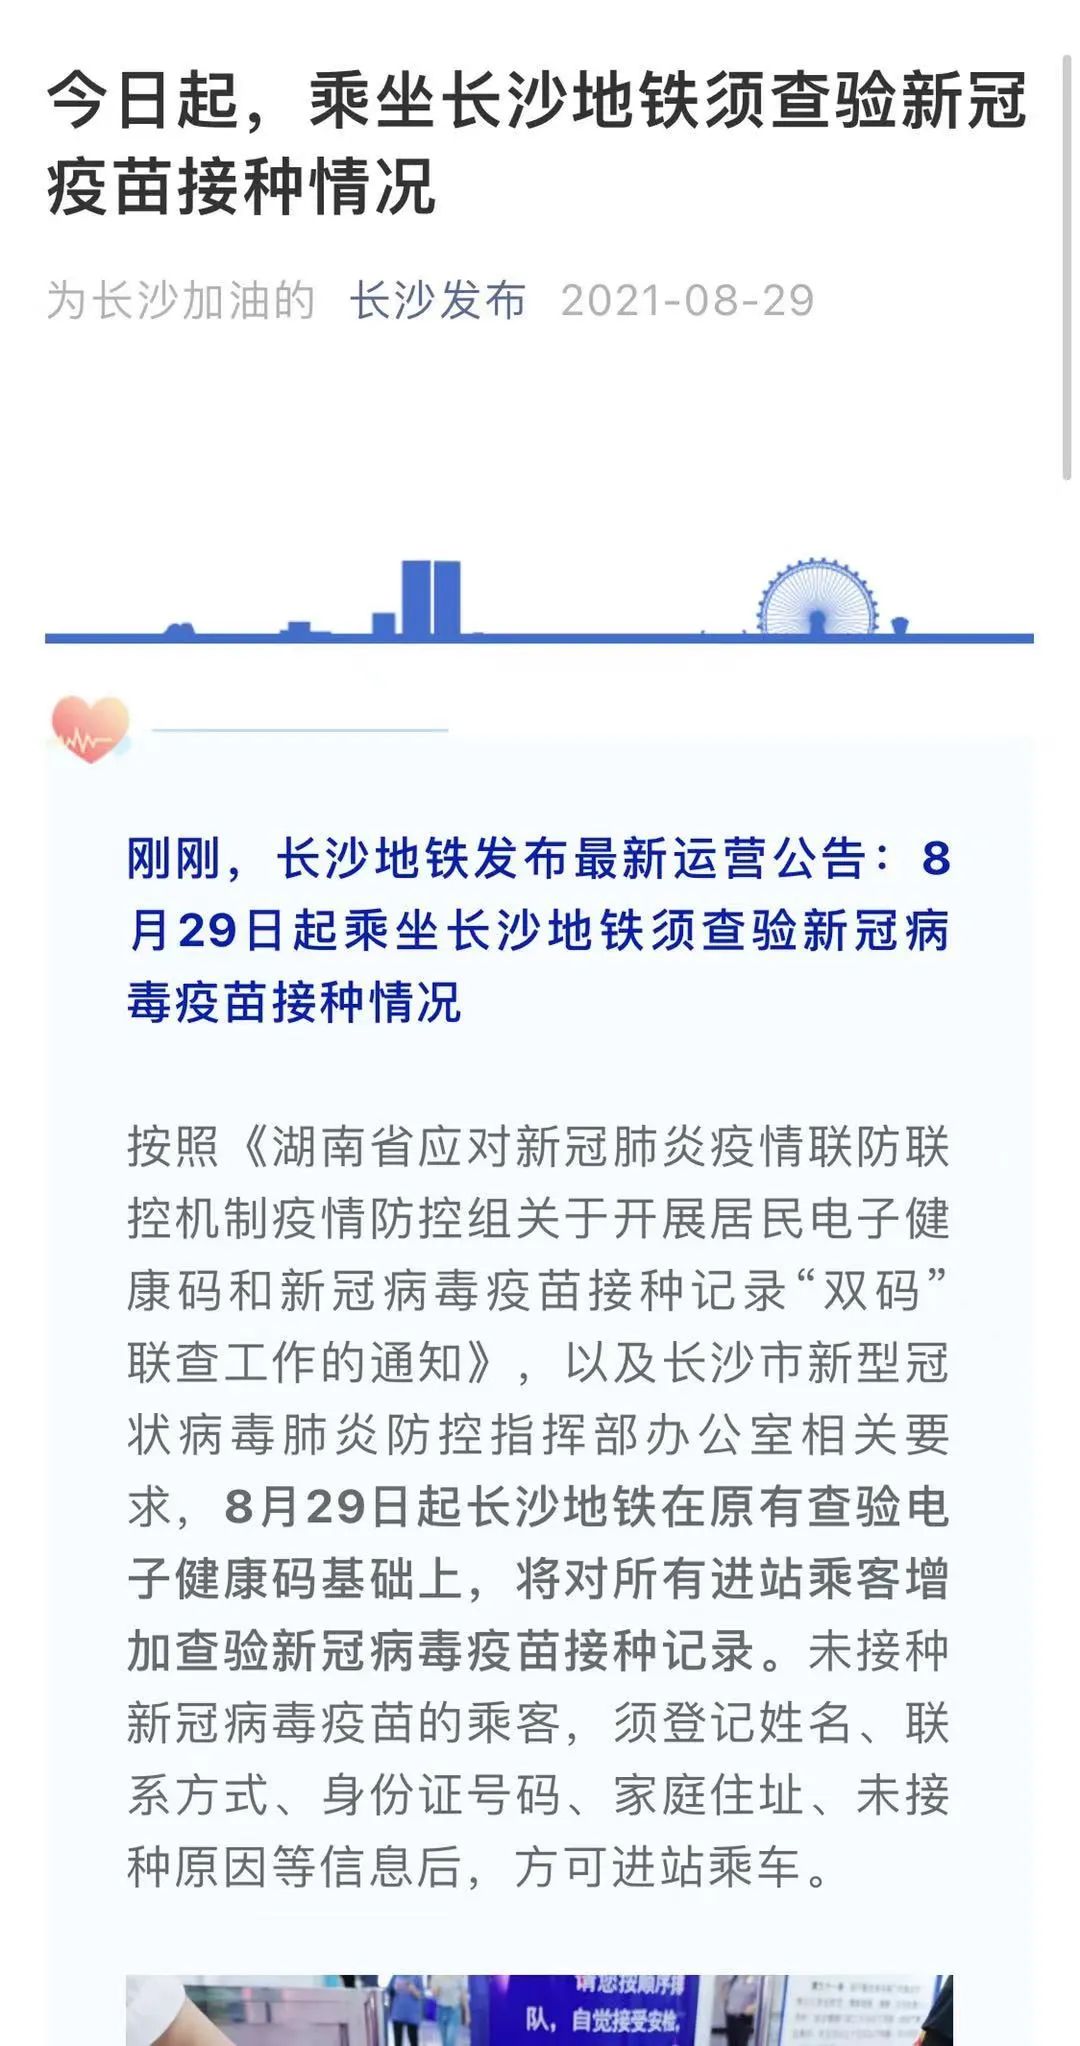 今日起，乘坐长沙地铁须查验新冠
疫苗接种情况
为长沙加油的 长沙发布 2021-08-29
刚刚，长沙地铁发布最新运营公告：8
月29日起乘坐长沙地铁须查验新冠病
毒疫苗接种情况
按照《湖南省应对新冠肺炎疫情联防联
控机制疫情防控组关于开展居民电子健
康码和新冠病毒疫苗接种记录“双码”
联查工作的通知》，以及长沙市新型冠
状病毒肺炎防控指挥部办公室相关要
求，8月29日起长沙地铁在原有查验电
子健康码基础上，将对所有进站乘客增
加查验新冠病毒疫苗接种记录。未接种
新冠病毒疫苗的乘客，须登记姓名、联
系方式、身份证号码、家庭住址、未接
种原因等信息后，方可进站乘车。
请您按顺序排
队，自觉接受安检，